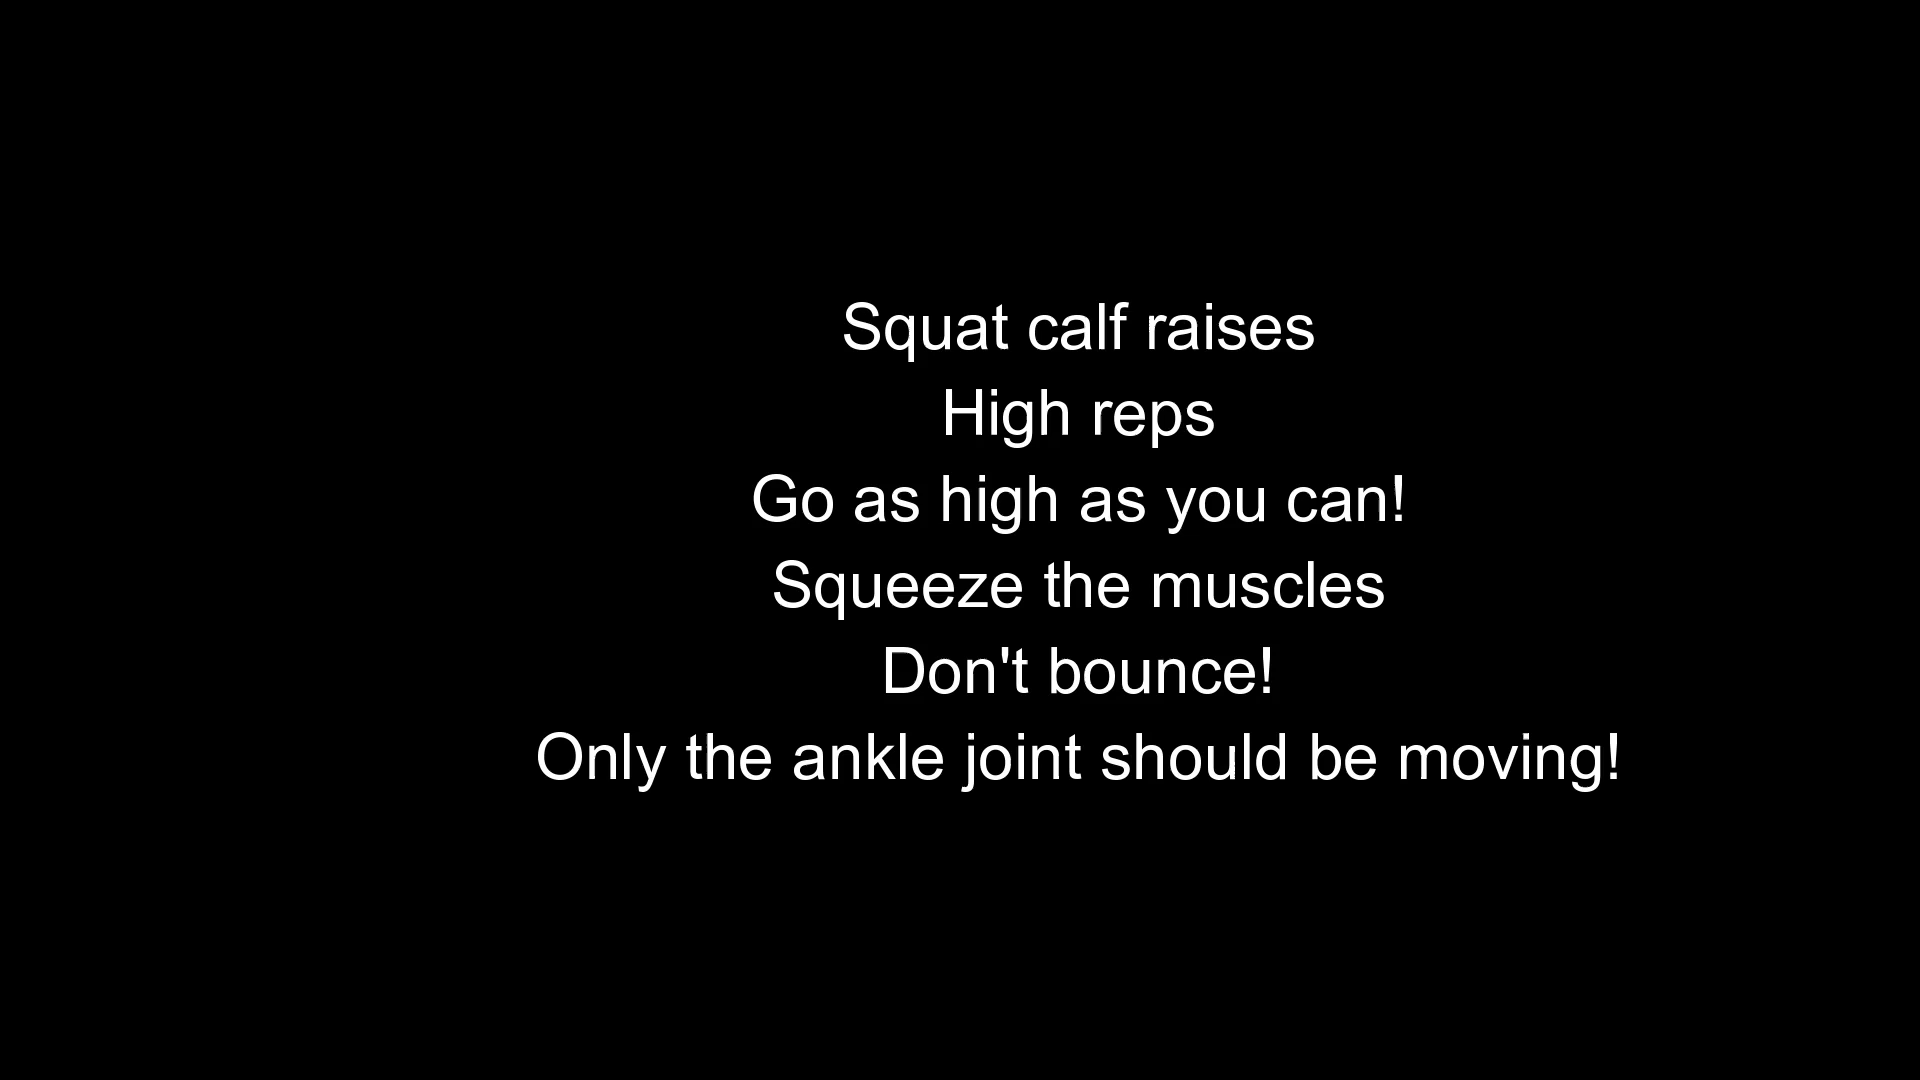 Squat calf raises
High reps
Go as high as you can!
Squeeze the muscles
Don't bounce!
Only the ankle joint should be moving!